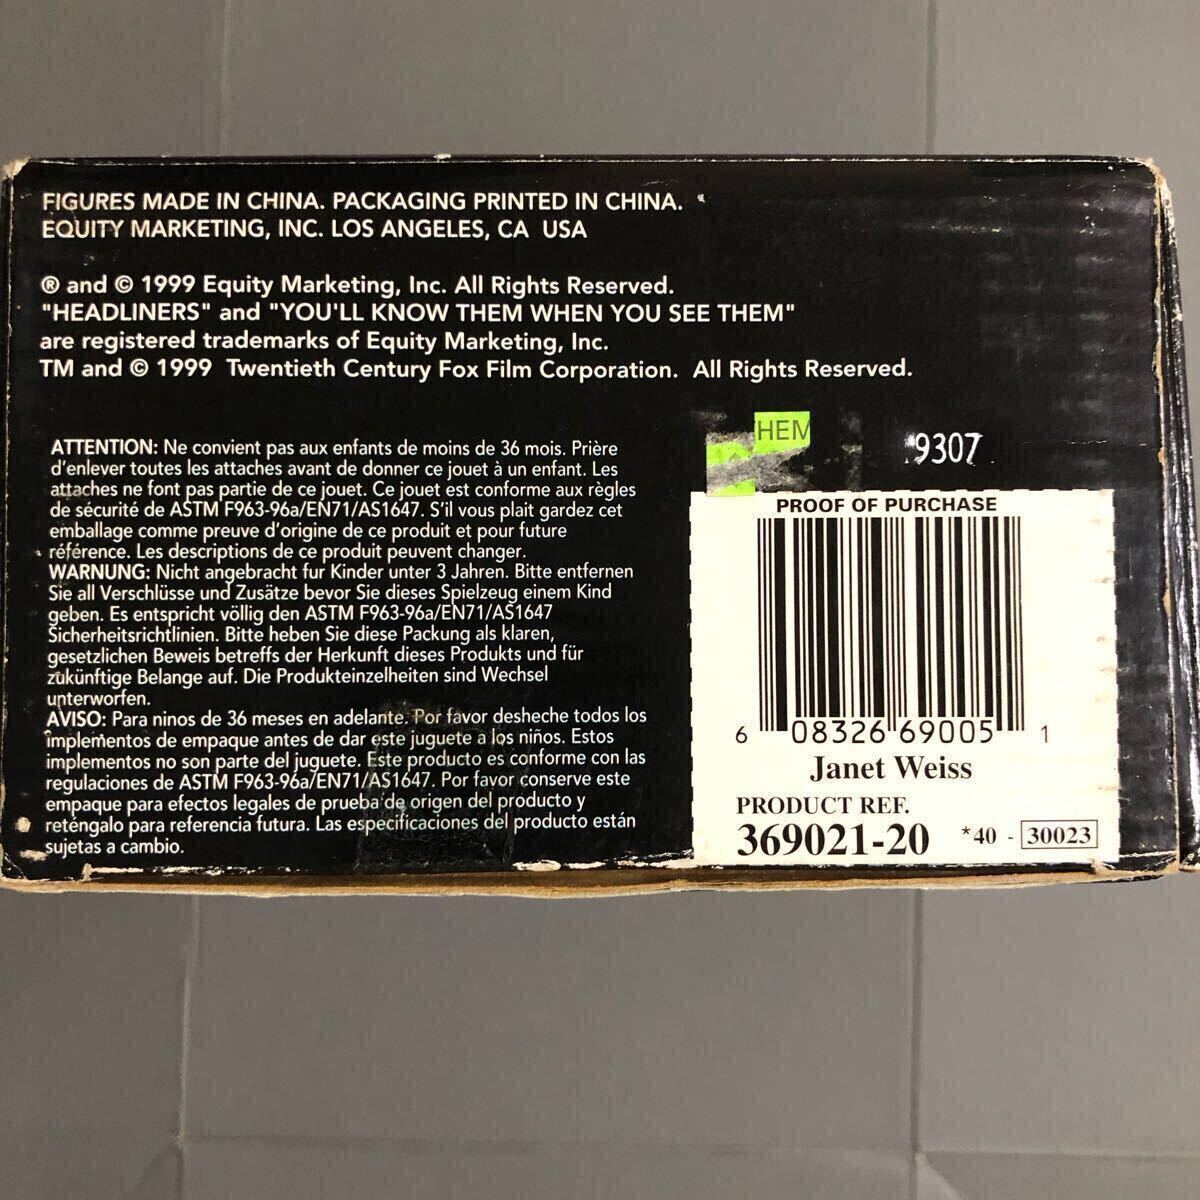 FIGURES MADE IN CHINA. PACKAGING PRINTED IN CHINA.
EQUITY MARKETING, INC. LOS ANGELES, CA USA
® and © 1999 Equity Marketing, Inc. All Rights Reserved.
"HEADLINERS" and "YOU'LL KNOW THEM WHEN YOU SEE THEM"
are registered trademarks of Equity Marketing, Inc.
TM and © 1999 Twentieth Century Fox Film Corporation. All Rights Reserved.
ATTENTION: Ne convient pas aux enfants de moins de 36 mois. Prière
d'enlever toutes les attaches avant de donner ce jouet à un enfant. Les
attaches ne font pas partie de ce jouet. Ce jouet est conforme aux règles
de sécurité de ASTM F963-96a/EN71/AS1647. S'il vous plait gardez cet
emballage comme preuve d'origine de ce produit et pour future
référence. Les descriptions de ce produit peuvent changer.
WARNUNG: Nicht angebracht fur Kinder unter 3 Jahren. Bitte entfernen
Sie all Verschlüsse und Zusätze bevor Sie dieses Spielzeug einem Kind
geben. Es entspricht völlig den ASTM F963-96a/EN71/AS1647
Sicherheitsrichtlinien. Bitte heben Sie diese Packung als klaren,
gesetzlichen Beweis betreffs der Herkunft dieses Produkts und für
zukünftige Belange auf. Die Produkteinzelheiten sind Wechsel
unterworfen.
AVISO: Para ninos de 36 meses en adelante. Por favor desheche todos los
implementos de empaque antes de dar este juguete a los niños. Estos
implementos no son parte del juguete. Este producto es conforme con las
regulaciones de ASTM F963-96a/EN71/AS1647. Por favor conserve este
empaque para efectos legales de prueba de origen del producto y
reténgalo para referencia futura. Las especificaciones del producto están
sujetas a cambio.
HEM
9307
PROOF OF PURCHASE
6 08326 69005 1
Janet Weiss
PRODUCT REF.
369021-20 *40 - 30023